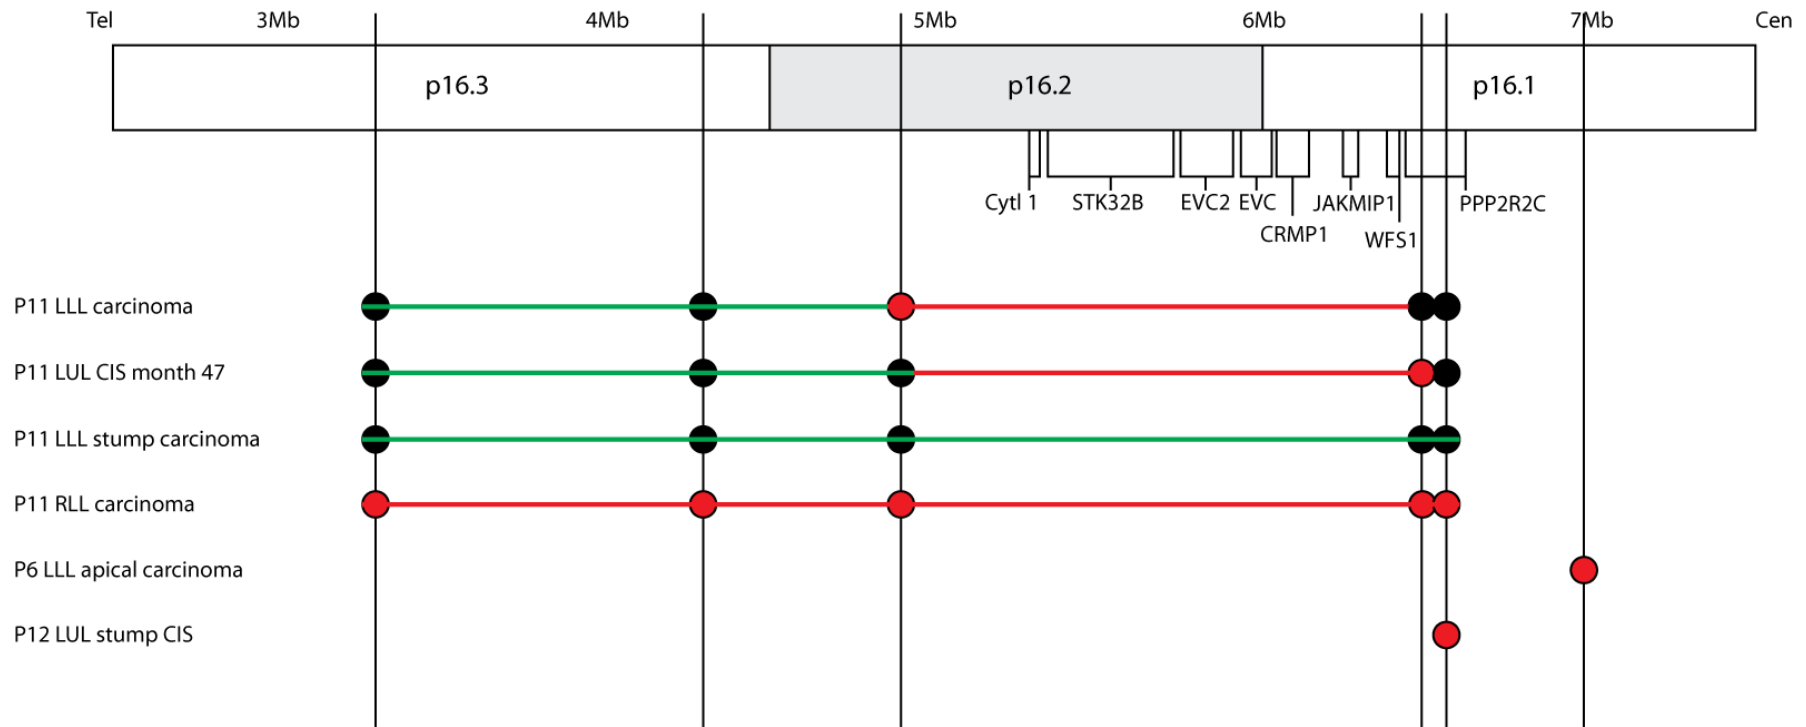 Tel 3Mb 4Mb 5Mb 6Mb 7Mb Cen
p16.3 p16.2 p16.1
Cytl 1 STK32B EVC2 EVC JAKMIP1 PPP2R2C
CRMP1 WFS1
P11 LLL carcinoma
P11 LUL CIS month 47
P11 LLL stump carcinoma
P11 RLL carcinoma
P6 LLL apical carcinoma
P12 LUL stump CIS